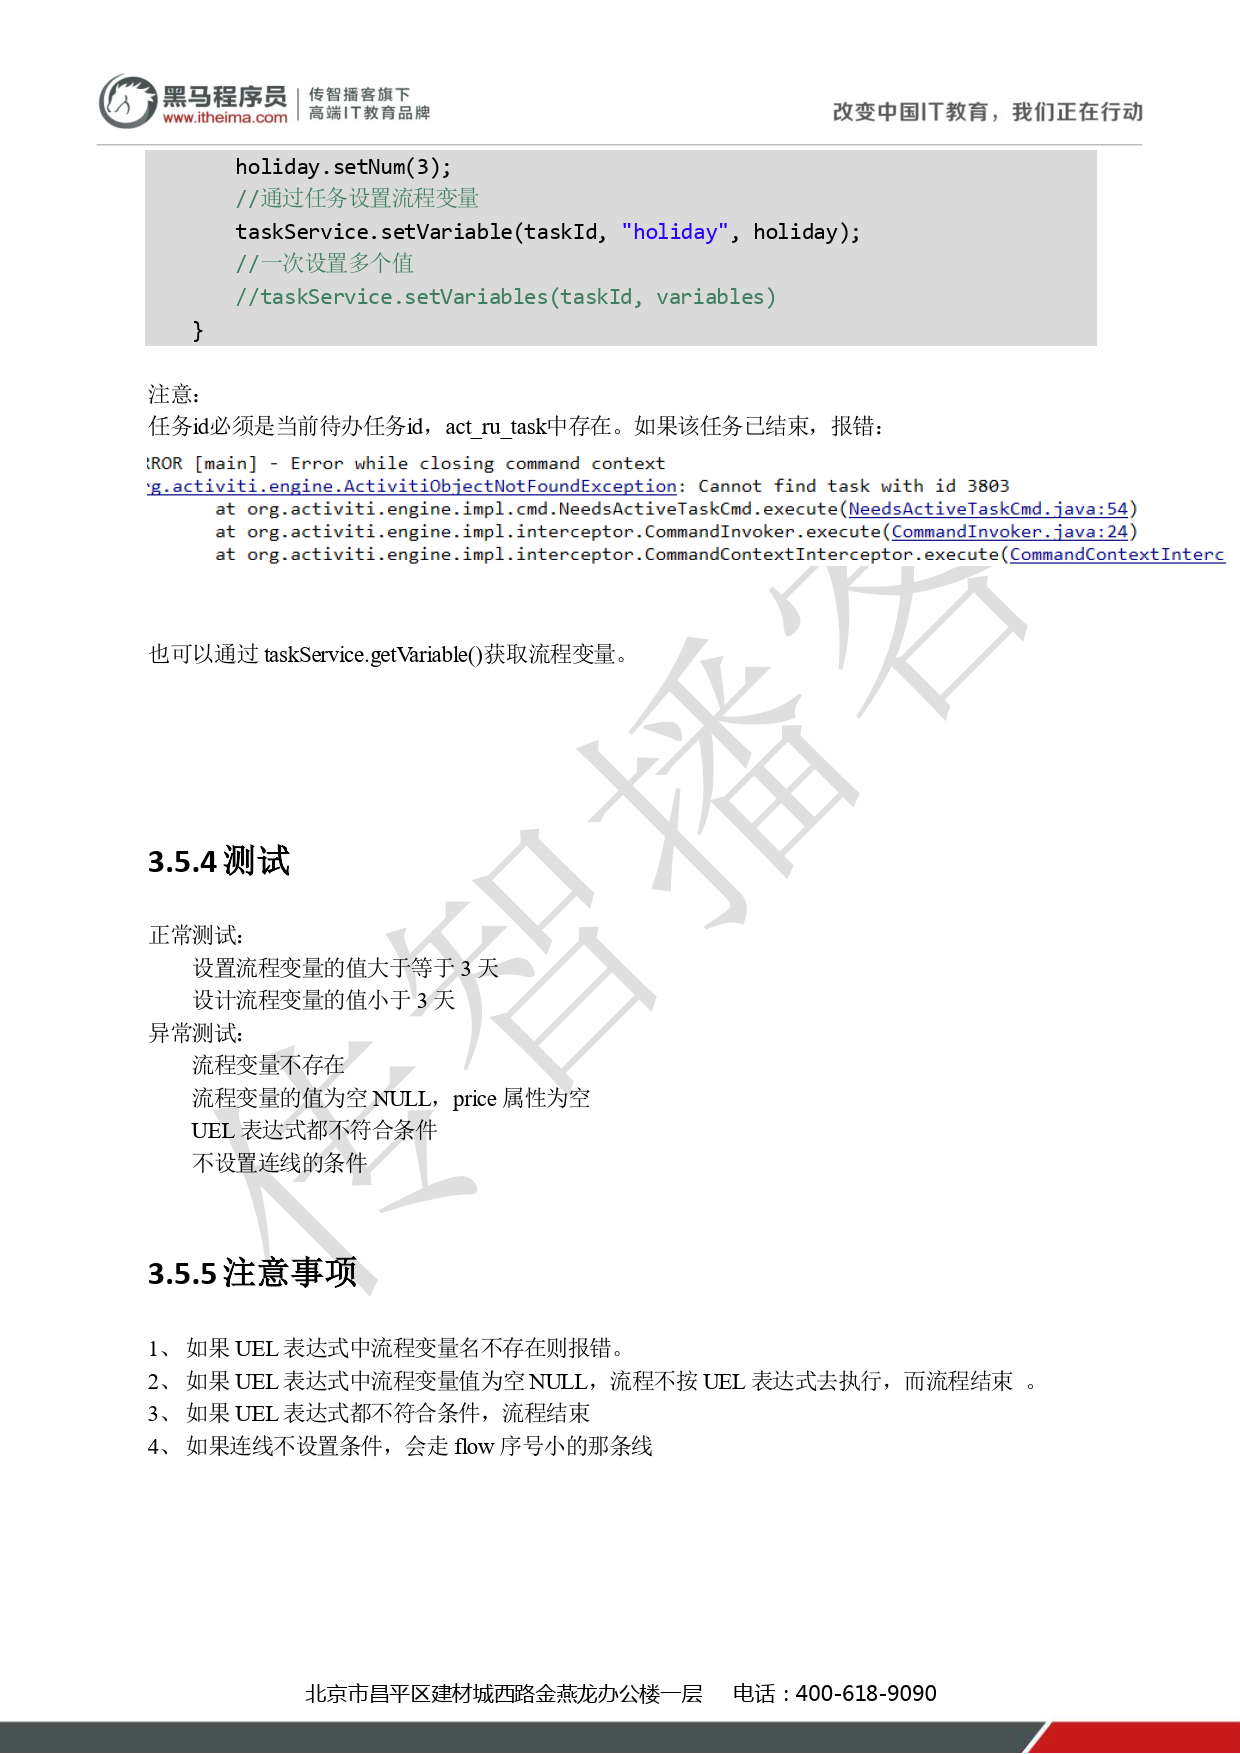 黑马程序员
www.itheima.com
传智播客旗下
高端IT教育品牌
改变中国IT教育，我们正在行动
holiday.setNum(3);
//通过任务设置流程变量
taskService.setVariable(taskId, "holiday", holiday);
//一次设置多个值
//taskService.setVariables(taskId, variables)
}
注意：
任务id必须是当前待办任务id，act_ru_task中存在。如果该任务已结束，报错：
RROR [main] - Error while closing command context
rg.activiti.engine.ActivitiObjectNotFoundException: Cannot find task with id 3803
at org.activiti.engine.impl.cmd.NeedsActiveTaskCmd.execute(NeedsActiveTaskCmd.java:54)
at org.activiti.engine.impl.interceptor.CommandInvoker.execute(CommandInvoker.java:24)
at org.activiti.engine.impl.interceptor.CommandContextInterceptor.execute(CommandContextInterc
也可以通过 taskService.getVariable()获取流程变量。
3.5.4 测试
正常测试：
设置流程变量的值大于等于 3 天
设计流程变量的值小于 3 天
异常测试：
流程变量不存在
流程变量的值为空 NULL，price 属性为空
UEL 表达式都不符合条件
不设置连线的条件
3.5.5 注意事项
1、 如果 UEL 表达式中流程变量名不存在则报错。
2、 如果 UEL 表达式中流程变量值为空 NULL，流程不按 UEL 表达式去执行，而流程结束 。
3、 如果 UEL 表达式都不符合条件，流程结束
4、 如果连线不设置条件，会走 flow 序号小的那条线
传智播客
北京市昌平区建材城西路金燕龙办公楼一层 电话：400-618-9090